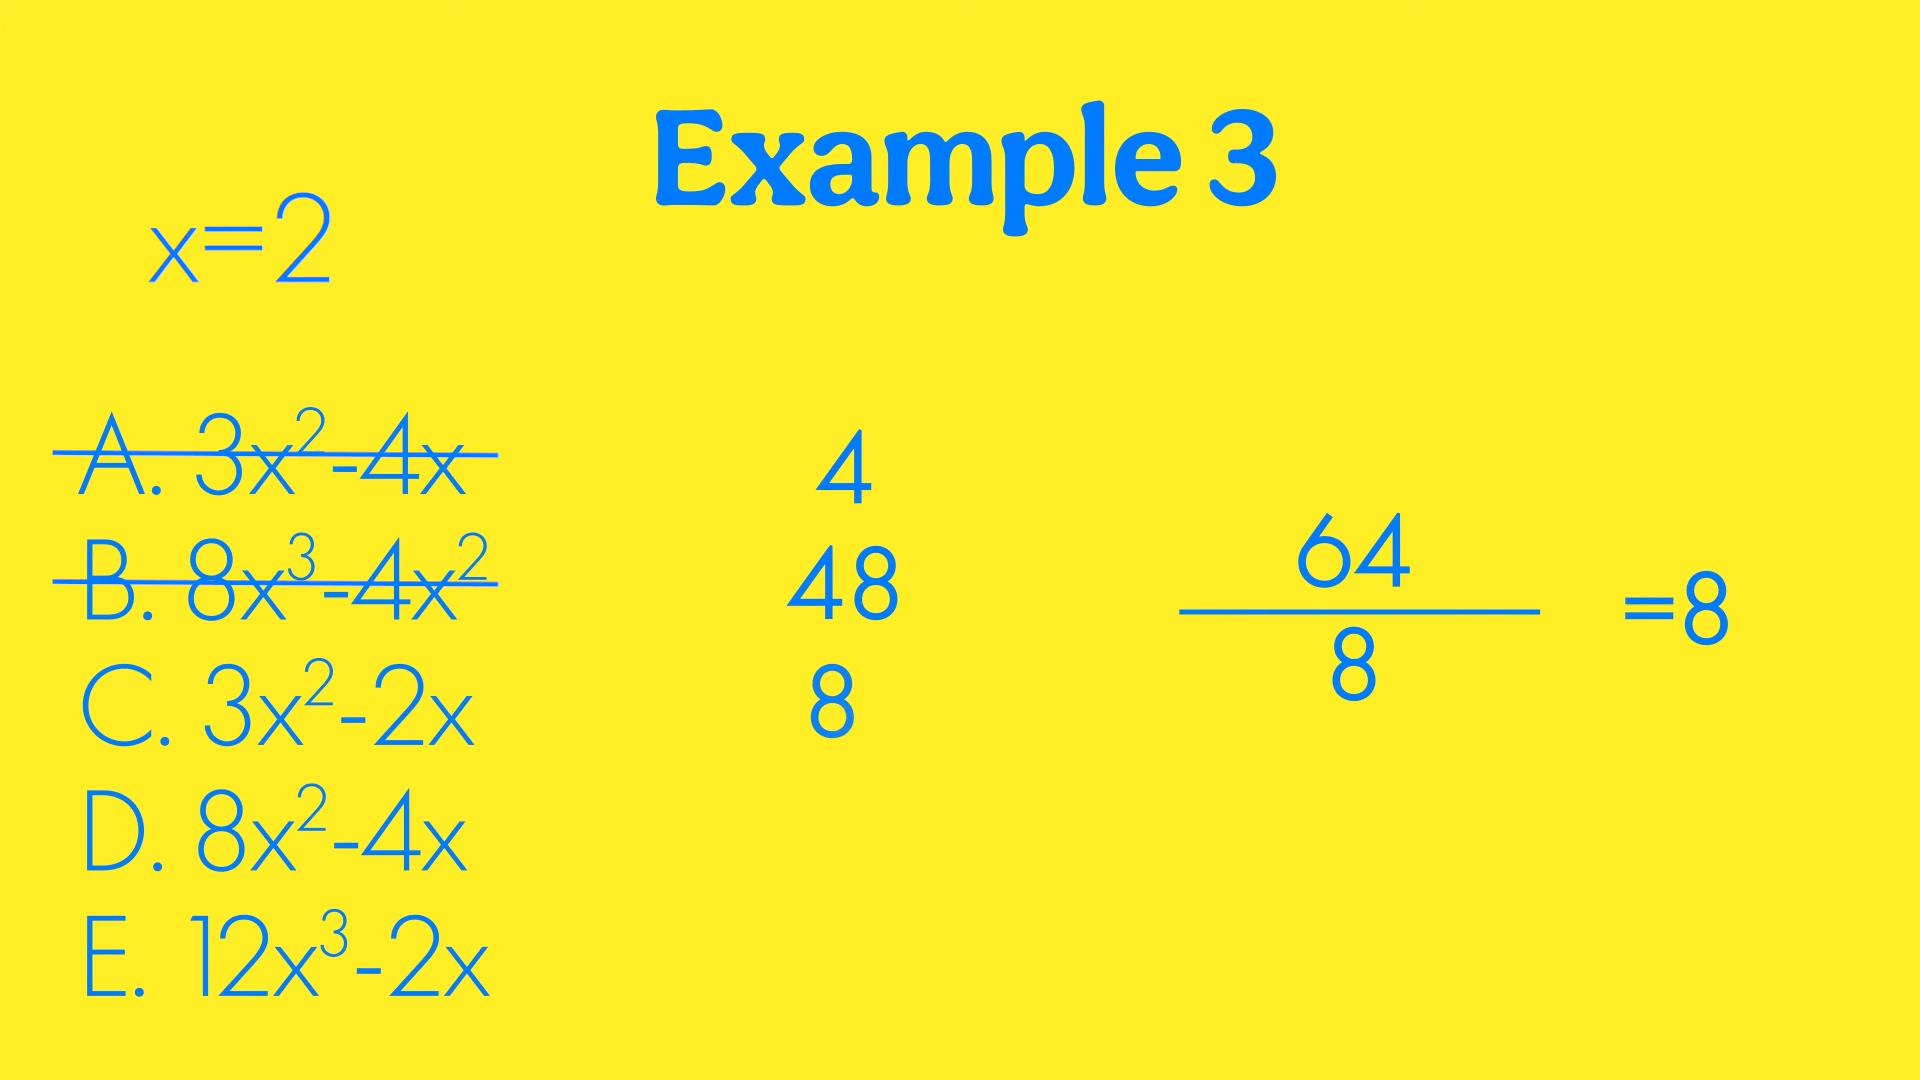 Example 3
x=2
A. 3x²-4x
B. 8x³-4x²
C. 3x²-2x
D. 8x²-4x
E. 12x³-2x
4
48
8
64
8
=8